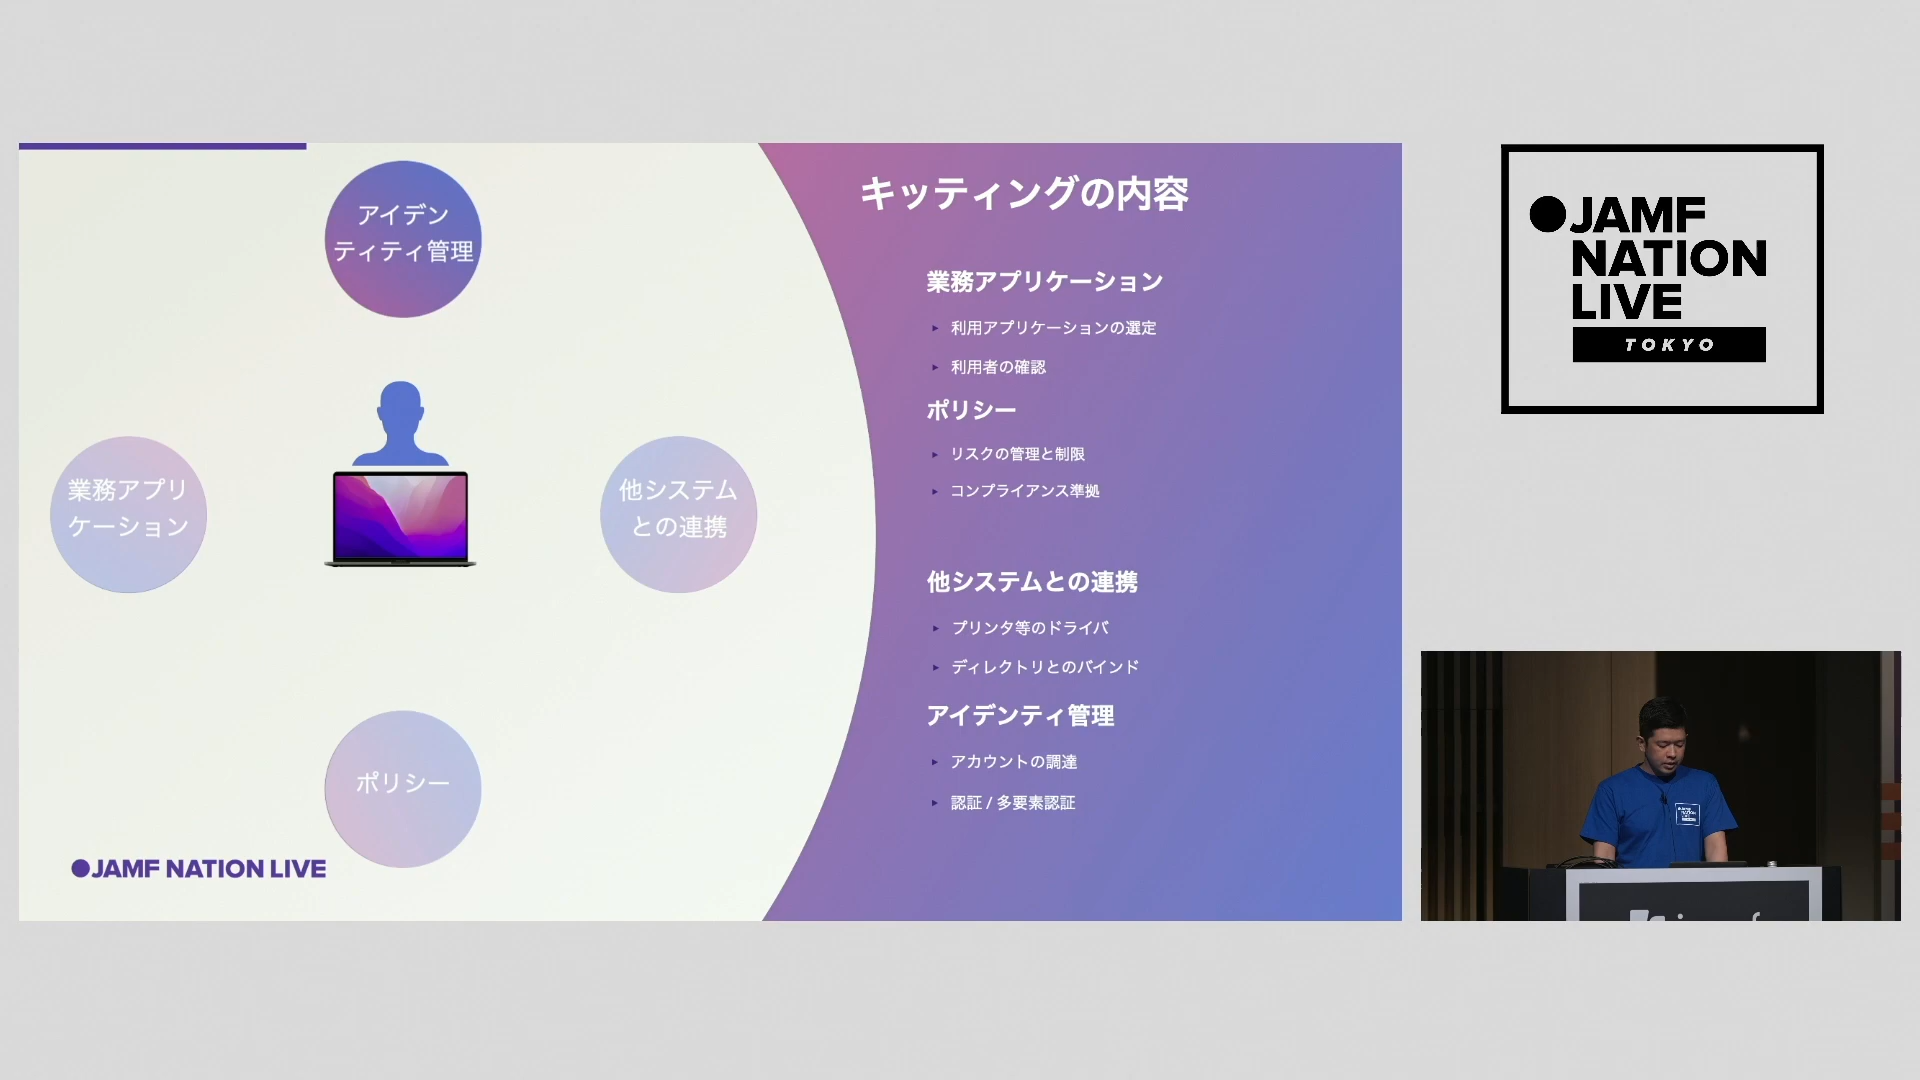 アイデン
ティティ管理
業務アプリ
ケーション
他システム
との連携
ポリシー
●JAMF NATION LIVE
キッティングの内容
業務アプリケーション
▸ 利用アプリケーションの選定
▸ 利用者の確認
ポリシー
▸ リスクの管理と制限
▸ コンプライアンス準拠
他システムとの連携
▸ プリンタ等のドライバ
▸ ディレクトリとのバインド
アイデンティ管理
▸ アカウントの調達
▸ 認証 / 多要素認証
●JAMF
NATION
LIVE
TOKYO